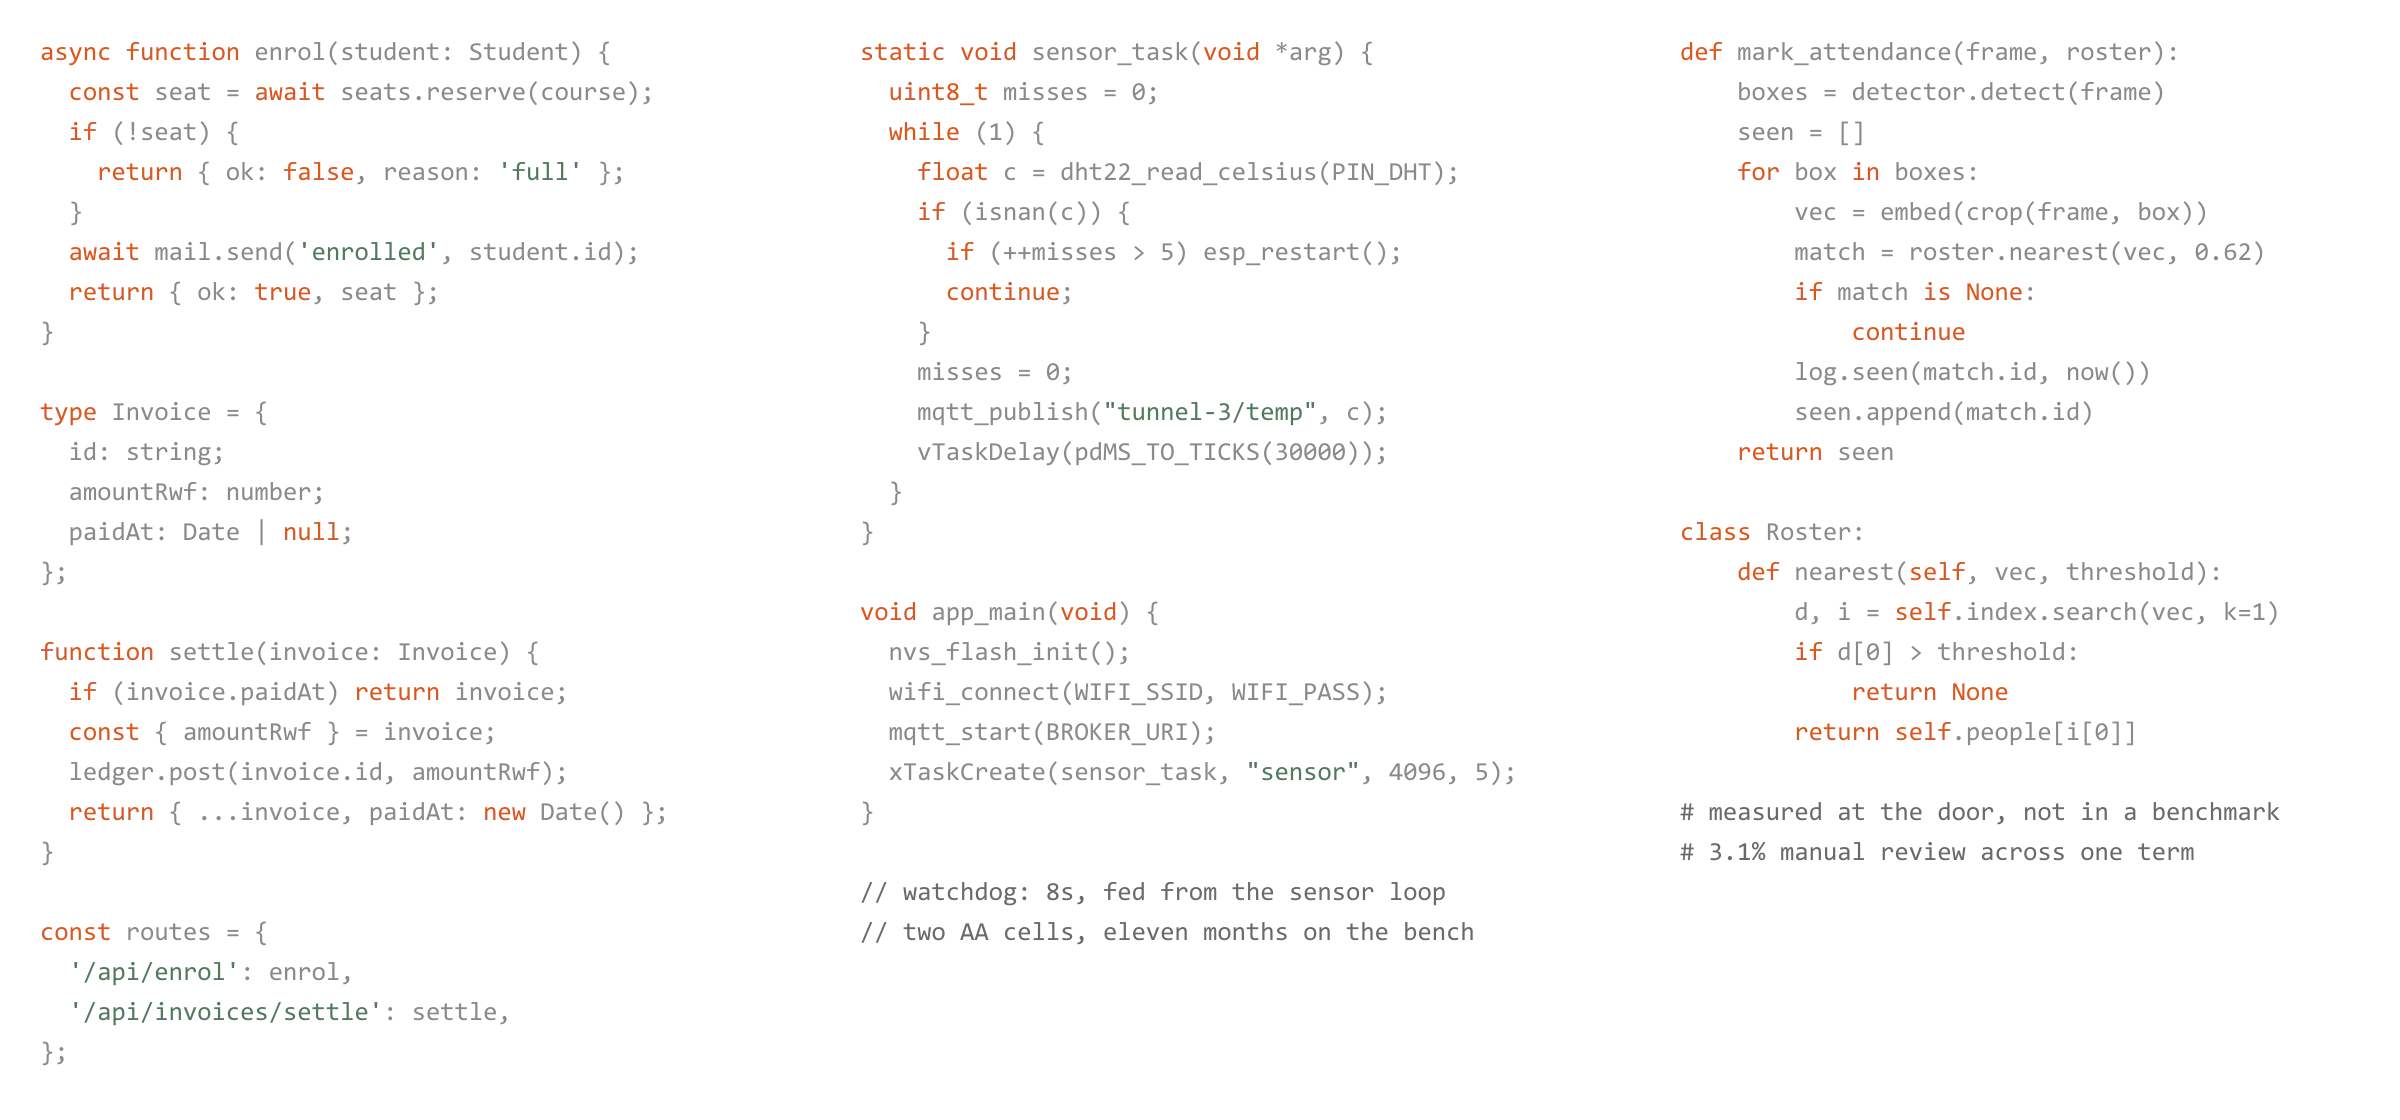 async function enrol(student: Student) {
  const seat = await seats.reserve(course);
  if (!seat) {
    return { ok: false, reason: 'full' };
  }
  await mail.send('enrolled', student.id);
  return { ok: true, seat };
}

type Invoice = {
  id: string;
  amountRwf: number;
  paidAt: Date | null;
};

function settle(invoice: Invoice) {
  if (invoice.paidAt) return invoice;
  const { amountRwf } = invoice;
  ledger.post(invoice.id, amountRwf);
  return { ...invoice, paidAt: new Date() };
}

const routes = {
  '/api/enrol': enrol,
  '/api/invoices/settle': settle,
};

static void sensor_task(void *arg) {
  uint8_t misses = 0;
  while (1) {
    float c = dht22_read_celsius(PIN_DHT);
    if (isnan(c)) {
      if (++misses > 5) esp_restart();
      continue;
    }
    misses = 0;
    mqtt_publish("tunnel-3/temp", c);
    vTaskDelay(pdMS_TO_TICKS(30000));
  }
}

void app_main(void) {
  nvs_flash_init();
  wifi_connect(WIFI_SSID, WIFI_PASS);
  mqtt_start(BROKER_URI);
  xTaskCreate(sensor_task, "sensor", 4096, 5);
}

// watchdog: 8s, fed from the sensor loop
// two AA cells, eleven months on the bench

def mark_attendance(frame, roster):
    boxes = detector.detect(frame)
    seen = []
    for box in boxes:
        vec = embed(crop(frame, box))
        match = roster.nearest(vec, 0.62)
        if match is None:
            continue
        log.seen(match.id, now())
        seen.append(match.id)
    return seen

class Roster:
    def nearest(self, vec, threshold):
        d, i = self.index.search(vec, k=1)
        if d[0] > threshold:
            return None
        return self.people[i[0]]

# measured at the door, not in a benchmark
# 3.1% manual review across one term